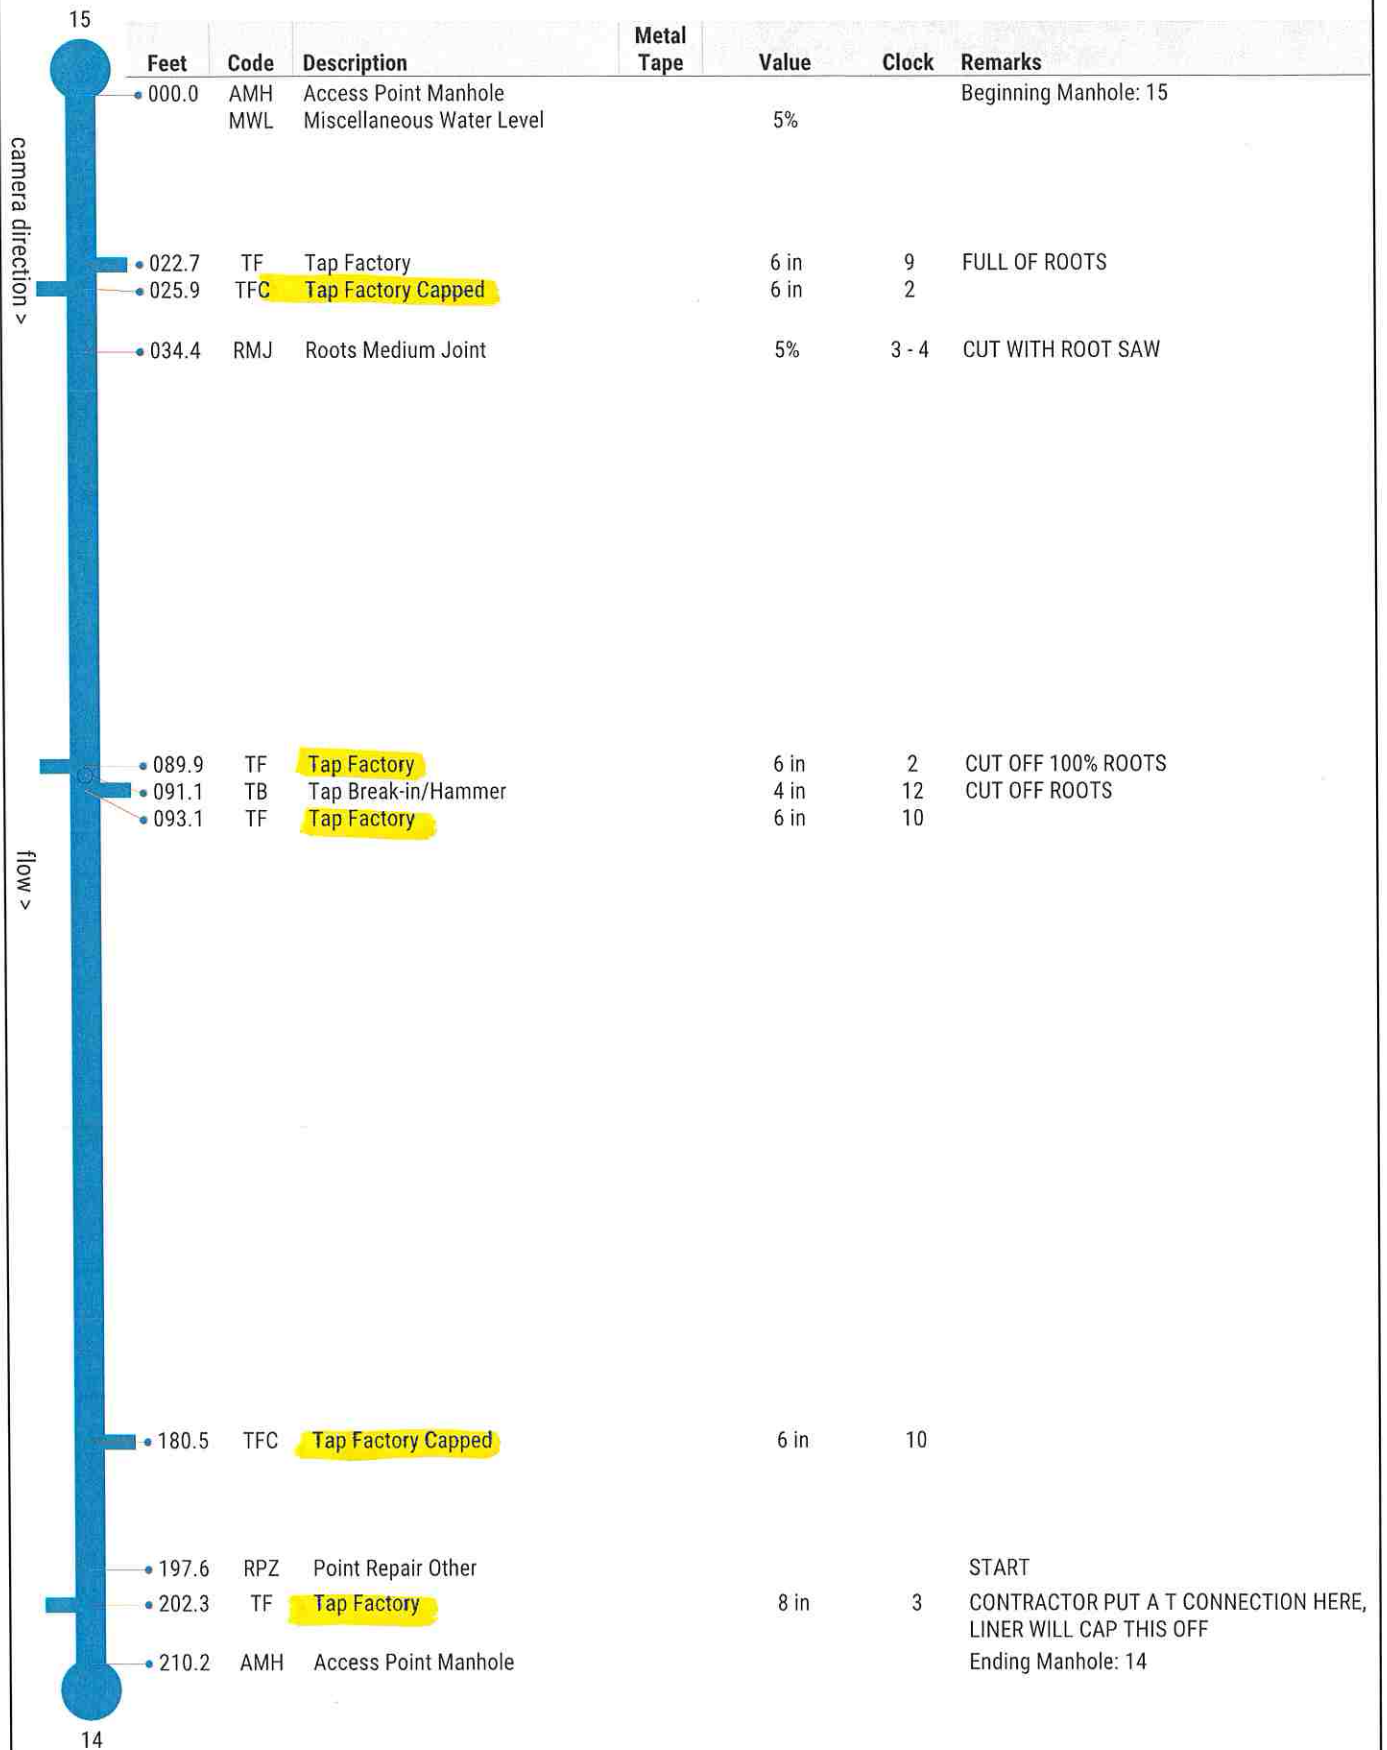 15
Feet Code Description Metal Tape Value Clock Remarks
000.0 AMH Access Point Manhole Beginning Manhole: 15
MWL Miscellaneous Water Level 5%
camera direction >
022.7 TF Tap Factory 6 in 9 FULL OF ROOTS
025.9 TFC Tap Factory Capped 6 in 2
034.4 RMJ Roots Medium Joint 5% 3 - 4 CUT WITH ROOT SAW
089.9 TF Tap Factory 6 in 2 CUT OFF 100% ROOTS
091.1 TB Tap Break-in/Hammer 4 in 12 CUT OFF ROOTS
093.1 TF Tap Factory 6 in 10
flow >
180.5 TFC Tap Factory Capped 6 in 10
197.6 RPZ Point Repair Other START
202.3 TF Tap Factory 8 in 3 CONTRACTOR PUT A T CONNECTION HERE,
LINER WILL CAP THIS OFF
210.2 AMH Access Point Manhole Ending Manhole: 14
14